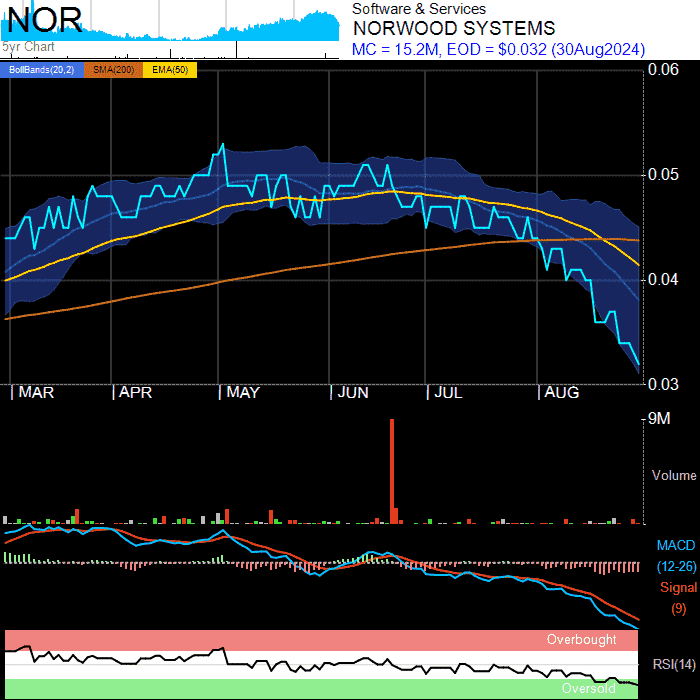 NOR
5yr Chart
Software & Services
NORWOOD SYSTEMS
MC = 15.2M, EOD = $0.032 (30Aug2024)
BollBands(20,2) SMA(200) EMA(50)
0.06
0.05
0.04
0.03
MAR APR MAY JUN JUL AUG
9M
Volume
MACD
(12-26)
Signal
(9)
Overbought
RSI(14)
Oversold